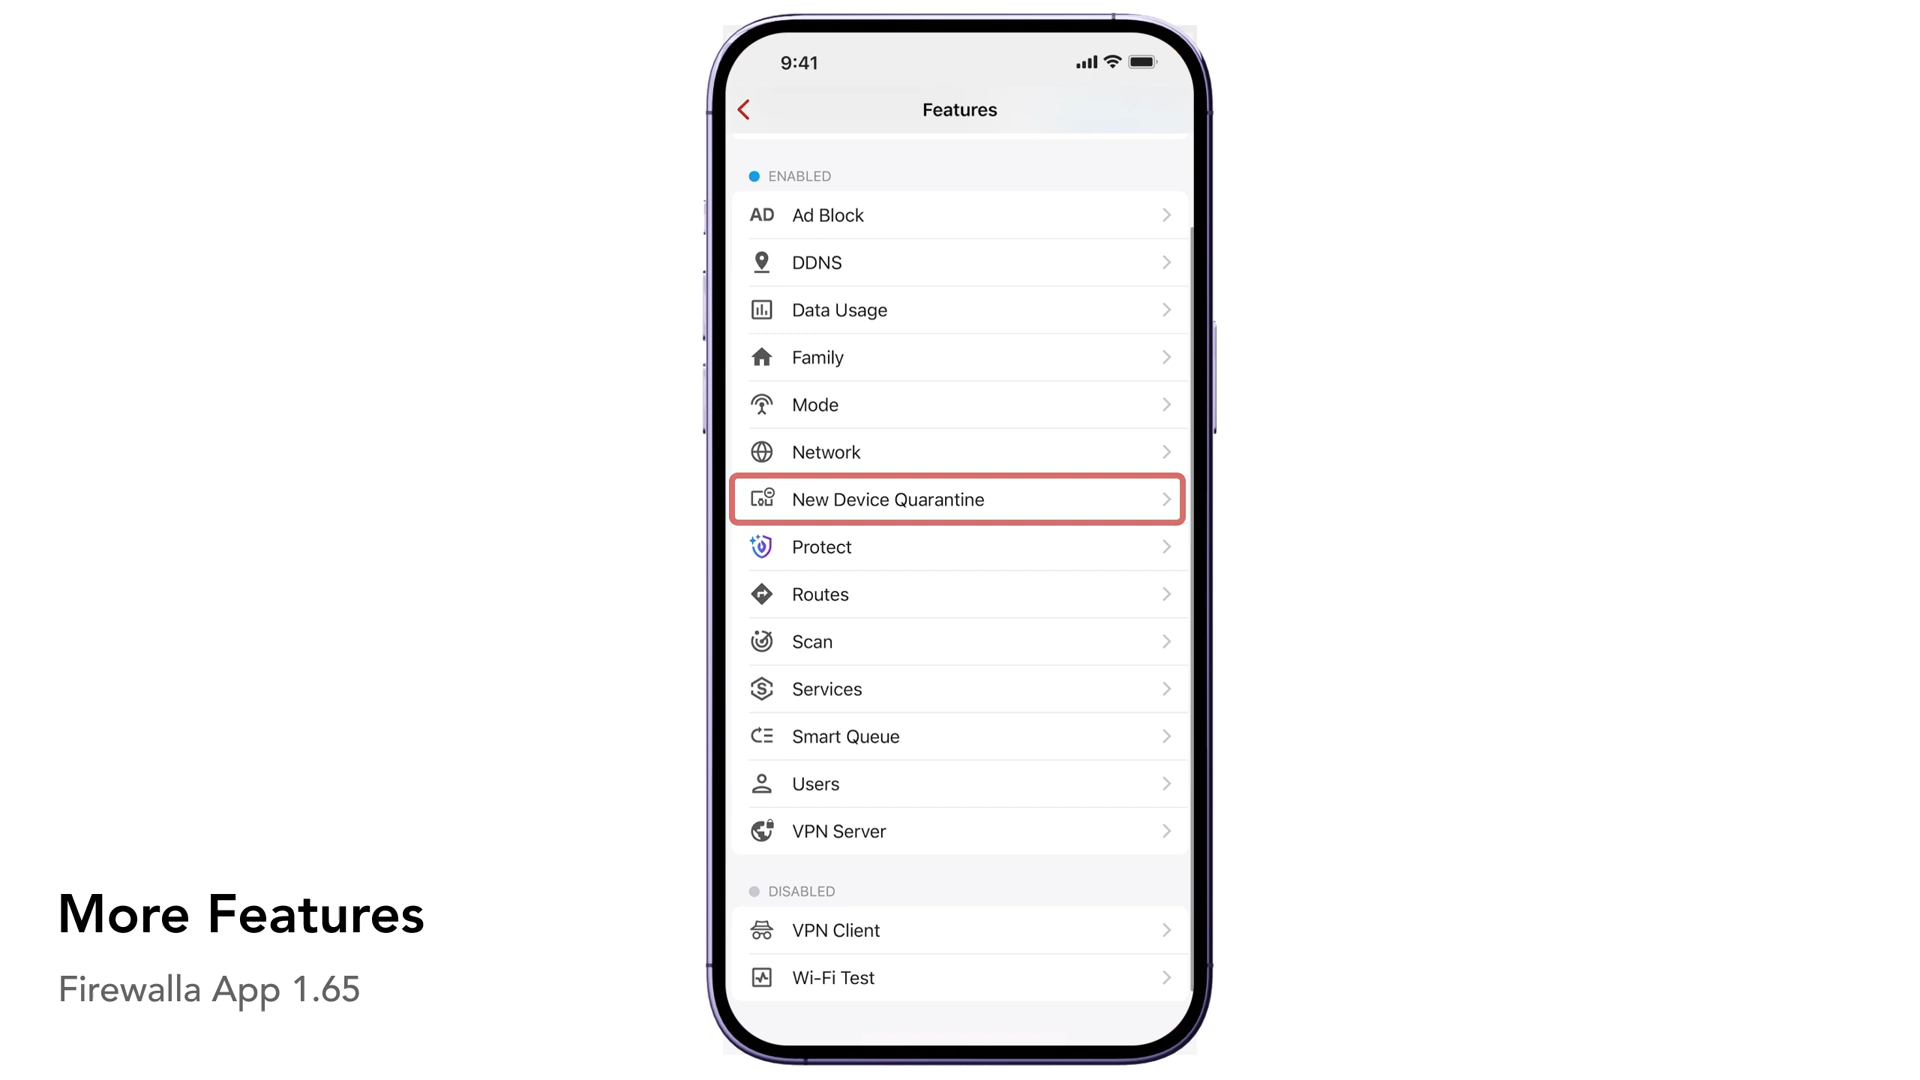 9:41
Features
ENABLED
AD Ad Block
DDNS
Data Usage
Family
Mode
Network
New Device Quarantine
Protect
Routes
Scan
Services
Smart Queue
Users
VPN Server
DISABLED
VPN Client
Wi-Fi Test
More Features
Firewalla App 1.65